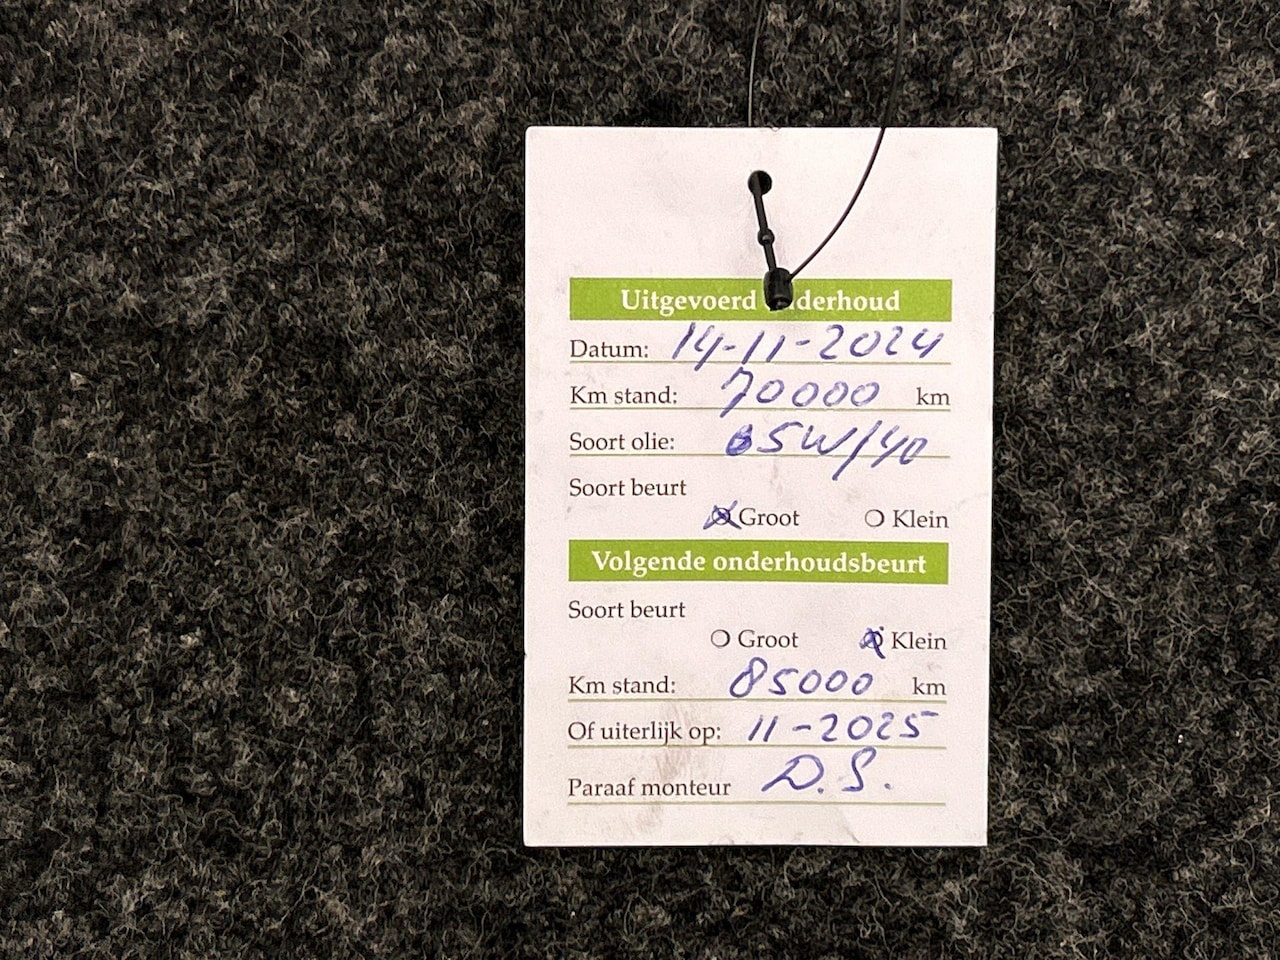 Uitgevoerd onderhoud
Datum: 14-11-2024
Km stand: 70000 km
Soort olie: 5W/40
Soort beurt
Groot Klein
Volgende onderhoudsbeurt
Soort beurt
Groot Klein
Km stand: 85000 km
Of uiterlijk op: 11-2025
Paraaf monteur D.S.